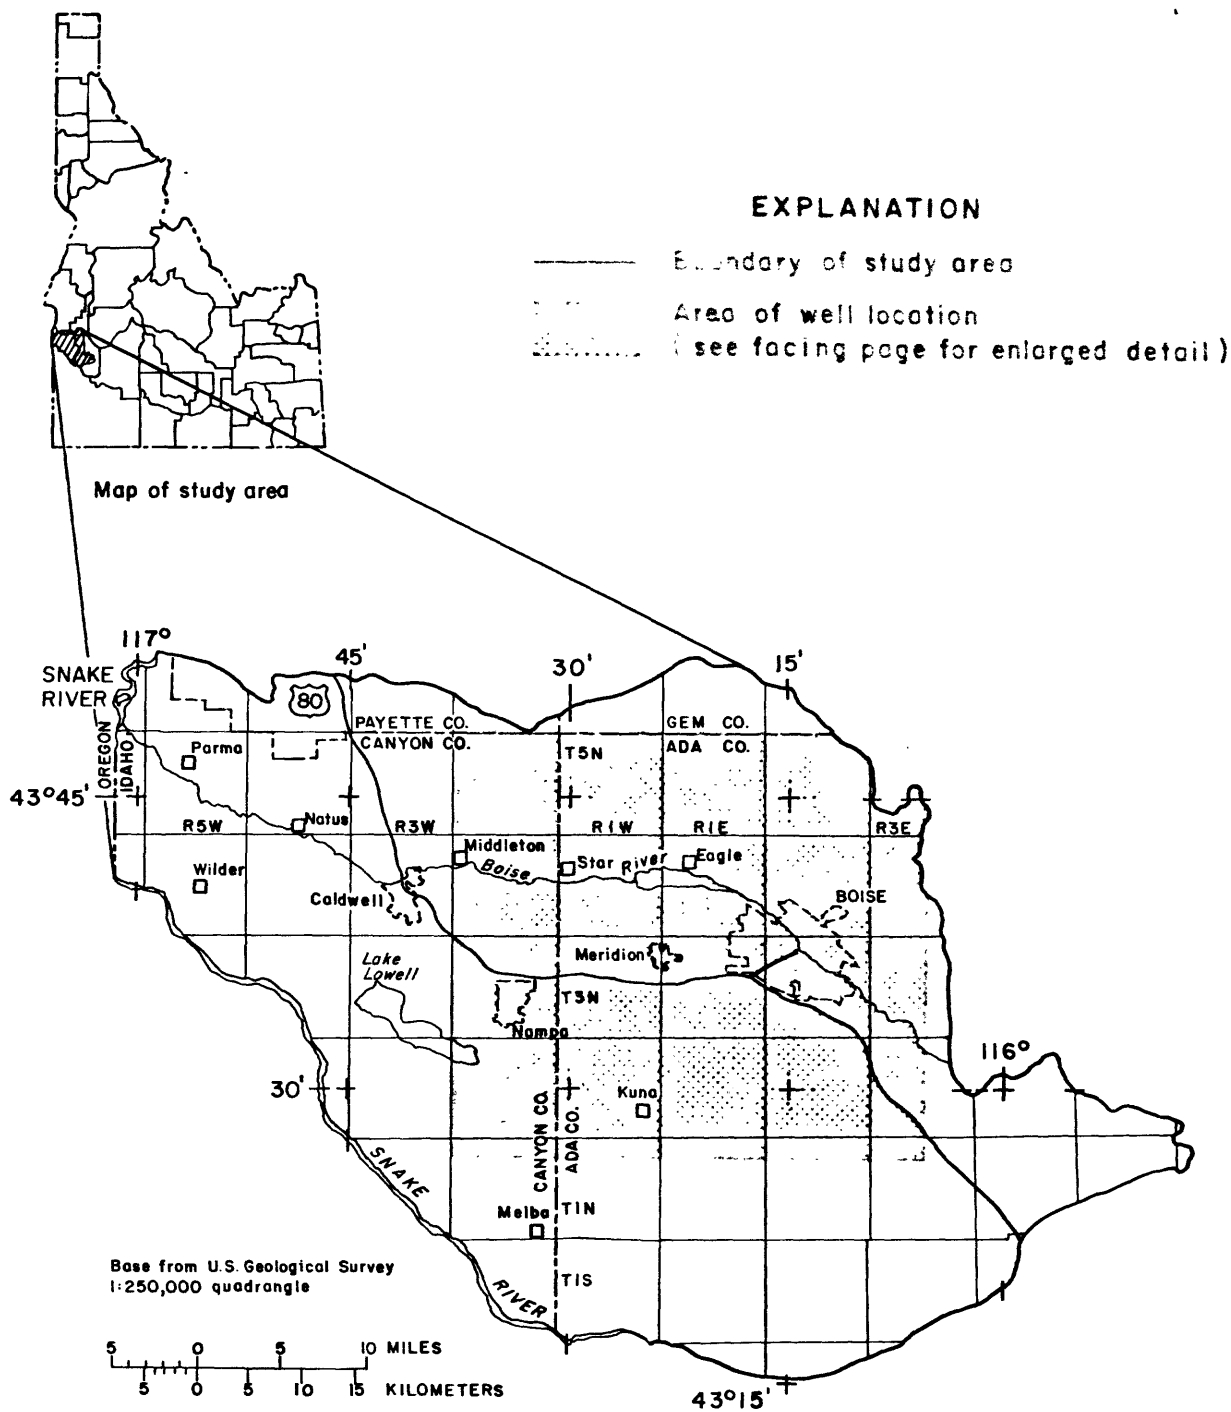 EXPLANATION
Boundary of study area
Area of well location
(see facing page for enlarged detail)
Map of study area
117°
45'
30'
15'
SNAKE
RIVER
80
PAYETTE CO.
CANYON CO.
GEM CO.
ADA CO.
OREGON
IDAHO
Parma
T5N
43°45'
R5W
Notus
R3W
R1W
R1E
R3E
Middleton
Boise
Star
River
Eagle
Wilder
Caldwell
BOISE
Meridion
Lake
Lowell
T3N
Nampa
116°
30'
Kuna
CANYON CO.
ADA CO.
SNAKE
Melba
T1N
T1S
RIVER
Base from U.S. Geological Survey
1:250,000 quadrangle
5 0 5 10 MILES
5 0 5 10 15 KILOMETERS
43°15'